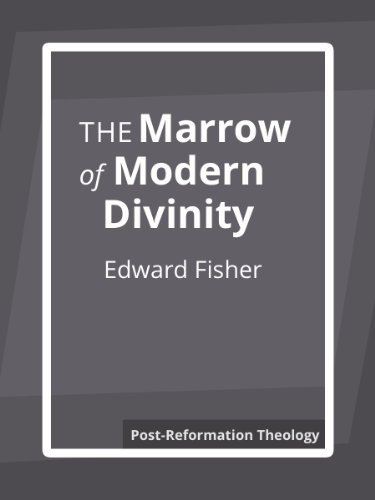 THE Marrow
of Modern
Divinity
Edward Fisher
Post-Reformation Theology